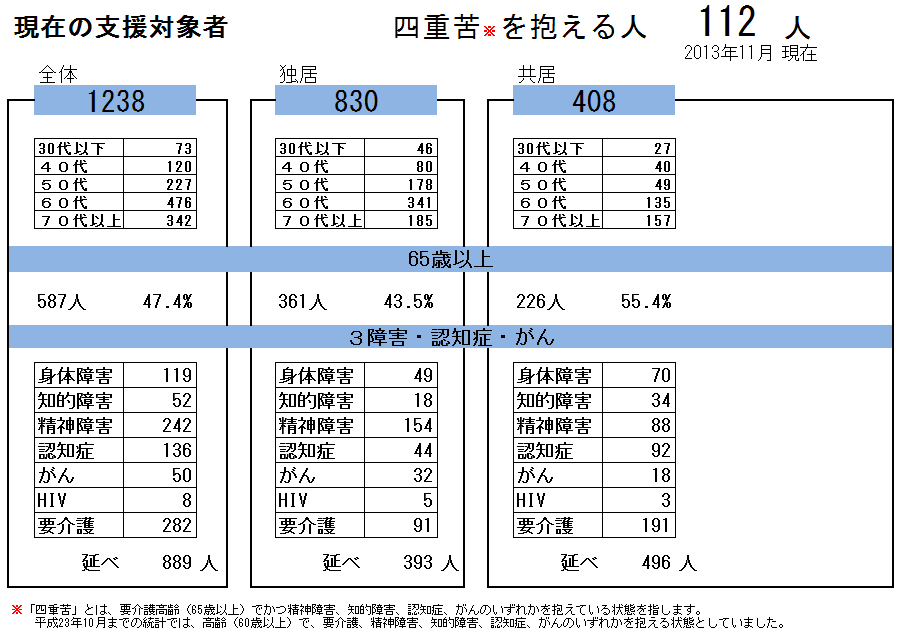 現在の支援対象者 四重苦※を抱える人 112 人
2013年11月 現在
全体 独居 共居
1238 830 408
30代以下 73 30代以下 46 30代以下 27
４０代 120 ４０代 80 ４０代 40
５０代 227 ５０代 178 ５０代 49
６０代 476 ６０代 341 ６０代 135
７０代以上 342 ７０代以上 185 ７０代以上 157
65歳以上
587人 47.4% 361人 43.5% 226人 55.4%
３障害・認知症・がん
身体障害 119 身体障害 49 身体障害 70
知的障害 52 知的障害 18 知的障害 34
精神障害 242 精神障害 154 精神障害 88
認知症 136 認知症 44 認知症 92
がん 50 がん 32 がん 18
HIV 8 HIV 5 HIV 3
要介護 282 要介護 91 要介護 191
延べ 889 人 延べ 393 人 延べ 496 人
※「四重苦」とは、要介護高齢（65歳以上）でかつ精神障害、知的障害、認知症、がんのいずれかを抱えている状態を指します。
平成23年10月までの統計では、高齢（60歳以上）で、要介護、精神障害、知的障害、認知症、がんのいずれかを抱える状態としていました。